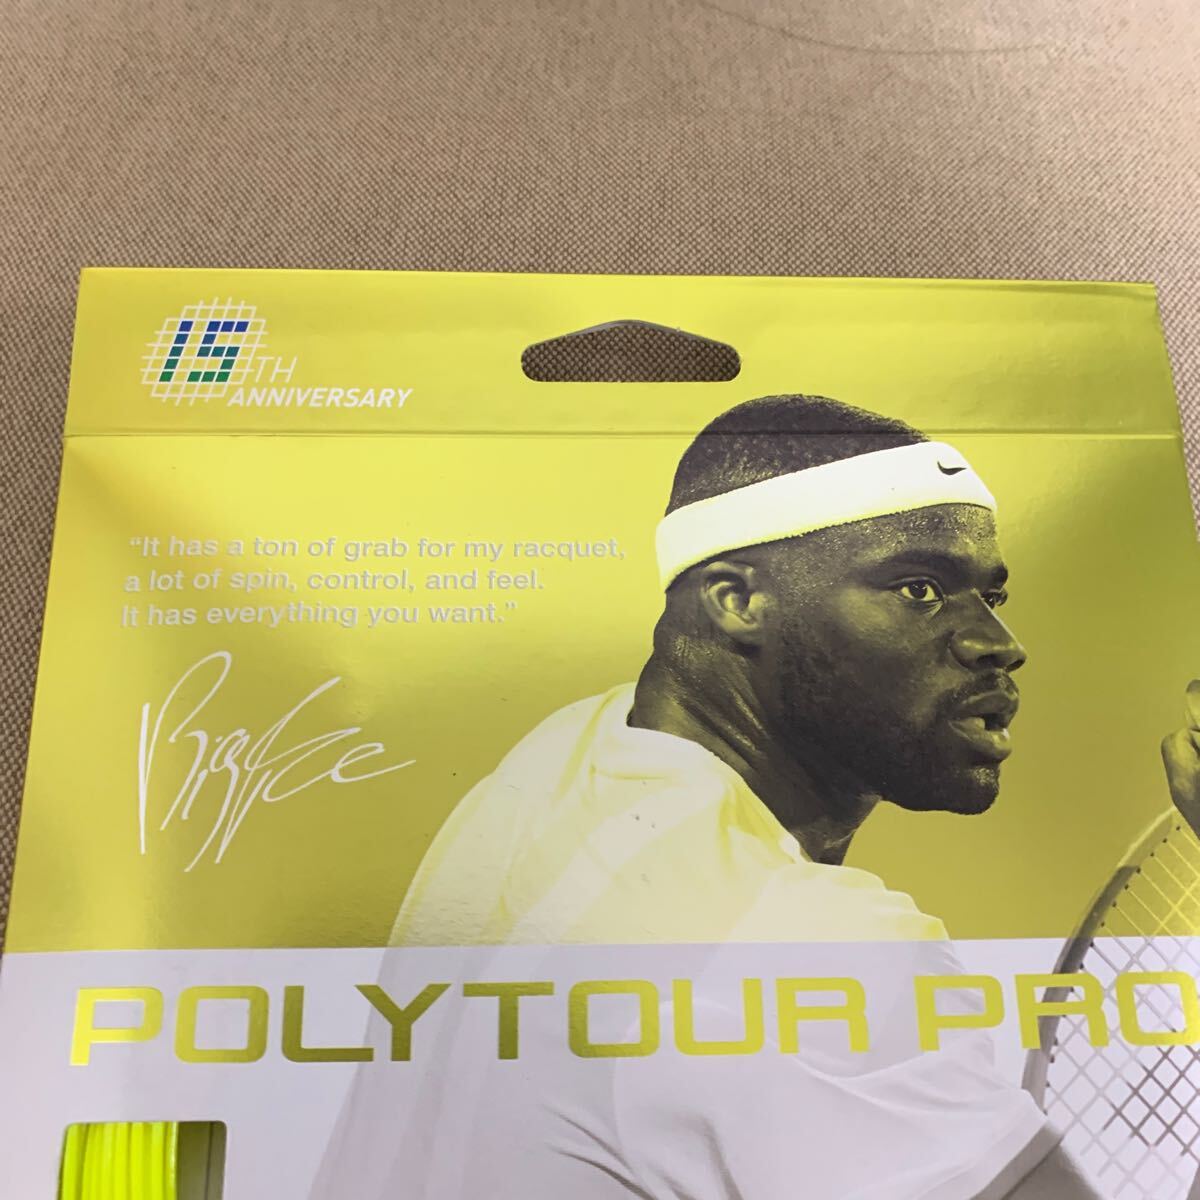 15TH
ANNIVERSARY
“It has a ton of grab for my racquet,
a lot of spin, control, and feel.
It has everything you want.”
POLYTOUR PRO